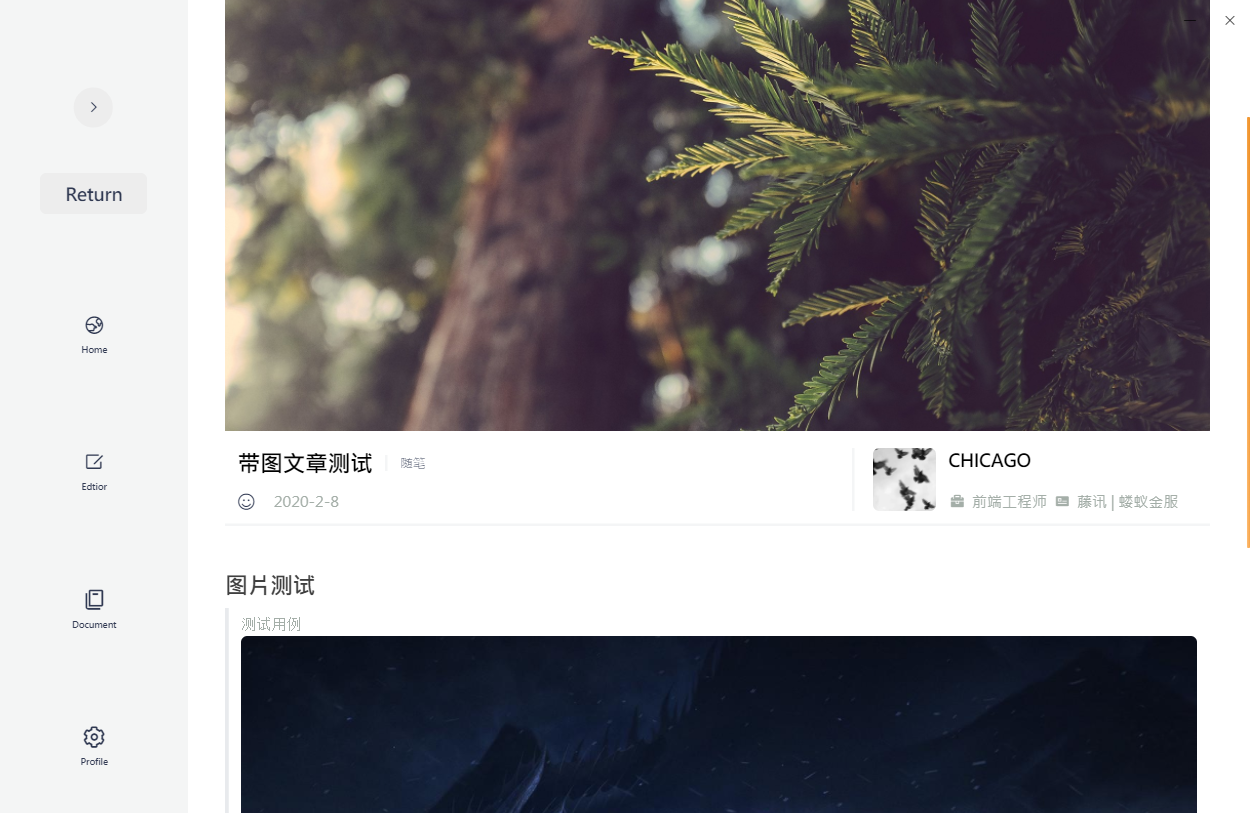 Return
Home
Edtior
Document
Profile
带图文章测试 随笔
2020-2-8
CHICAGO
前端工程师 藤讯 | 蝼蚁金服
图片测试
测试用例